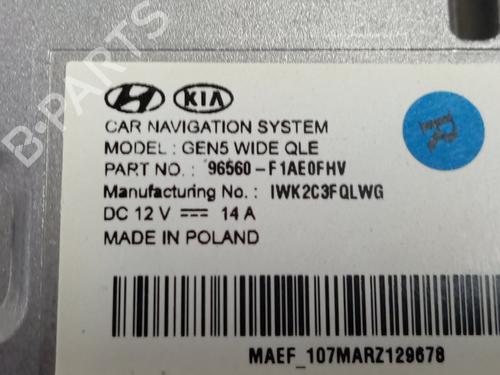 KIA
CAR NAVIGATION SYSTEM
MODEL : GEN5 WIDE QLE
PART NO. : 96560-F1AE0FHV
Manufacturing No. : IWK2C3FQLWG
DC 12 V ⎓ 14 A
MADE IN POLAND
MAEF_107MARZ129678
B-PARTS